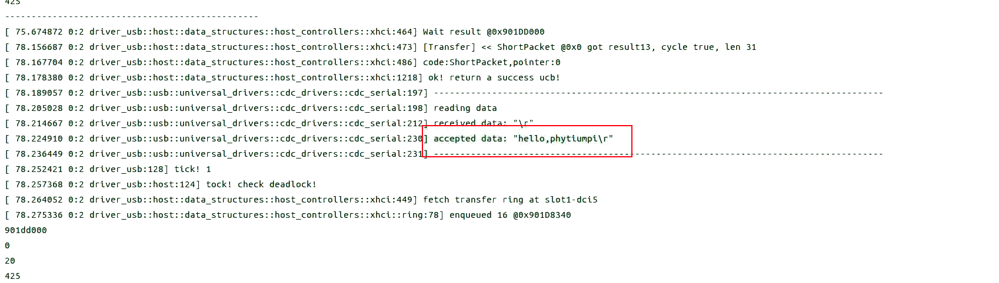 425
------------------------------------------------
[ 75.674872 0:2 driver_usb::host::data_structures::host_controllers::xhci:464] Wait result @0x901DD000
[ 78.156687 0:2 driver_usb::host::data_structures::host_controllers::xhci:473] [Transfer] << ShortPacket @0x0 got result13, cycle true, len 31
[ 78.167704 0:2 driver_usb::host::data_structures::host_controllers::xhci:486] code:ShortPacket,pointer:0
[ 78.178380 0:2 driver_usb::host::data_structures::host_controllers::xhci:1218] ok! return a success ucb!
[ 78.189057 0:2 driver_usb::usb::universal_drivers::cdc_drivers::cdc_serial:197] -------------------------------------------------------------------------------------
[ 78.205028 0:2 driver_usb::usb::universal_drivers::cdc_drivers::cdc_serial:198] reading data
[ 78.214667 0:2 driver_usb::usb::universal_drivers::cdc_drivers::cdc_serial:212] received data: "\r"
[ 78.224910 0:2 driver_usb::usb::universal_drivers::cdc_drivers::cdc_serial:230] accepted data: "hello,phytiumpi\r"
[ 78.236449 0:2 driver_usb::usb::universal_drivers::cdc_drivers::cdc_serial:231] -------------------------------------------------------------------------------------
[ 78.252421 0:2 driver_usb:128] tick! 1
[ 78.257368 0:2 driver_usb::host:124] tock! check deadlock!
[ 78.264052 0:2 driver_usb::host::data_structures::host_controllers::xhci:449] fetch transfer ring at slot1-dci5
[ 78.275336 0:2 driver_usb::host::data_structures::host_controllers::xhci::ring:78] enqueued 16 @0x901D8340
901dd000
0
20
425